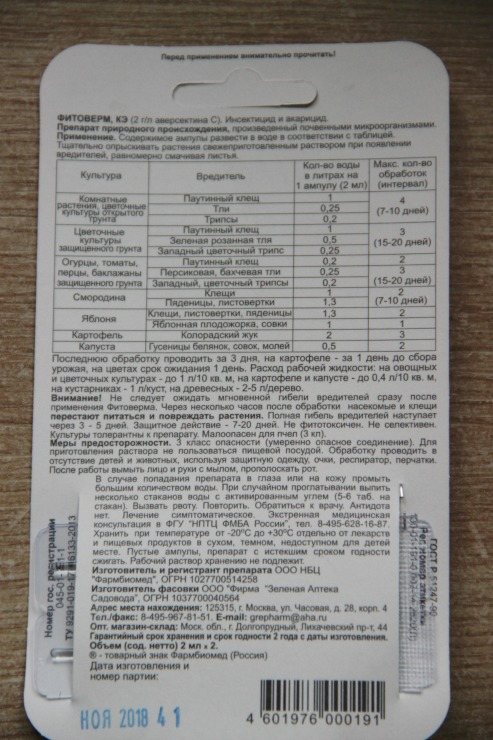 Перед применением внимательно прочитать!
ФИТОВЕРМ, КЭ (2 г/л аверсектина С). Инсектицид и акарицид.
Препарат природного происхождения, произведенный почвенными микроорганизмами.
Применение. Содержимое ампулы развести в воде в соответствии с таблицей.
Тщательно опрыскивать растения свежеприготовленным раствором при появлении
вредителей, равномерно смачивая листья.
Культура Вредитель Кол-во воды в литрах на 1 ампулу (2 мл) Макс. кол-во обработок (интервал)
Комнатные растения, цветочные культуры открытого грунта Паутинный клещ 1 4 (7-10 дней)
Тли 0,25
Трипсы 0,2
Цветочные культуры защищенного грунта Паутинный клещ 1 3 (15-20 дней)
Зеленая розанная тля 0,5
Западный цветочный трипс 0,25
Огурцы, томаты, перцы, баклажаны защищенного грунта Паутинный клещ 0,2 2
Персиковая, бахчевая тли 0,25 3 (15-20 дней)
Западный, цветочный трипсы 0,2
Смородина Клещи 1 2
Пяденицы, листовертки 1,3 (7-10 дней)
Яблоня Клещи, листовертки, пяденицы 1,3 2
Яблонная плодожорка, совки 1 1
Картофель Колорадский жук 2 3
Капуста Гусеницы белянок, совок, молей 0,5 2
Последнюю обработку проводить за 3 дня, на картофеле - за 1 день до сбора
урожая, на цветах срок ожидания 1 день. Расход рабочей жидкости: на овощных
и цветочных культурах - до 1 л/10 кв. м, на картофеле и капусте - до 0,4 л/10 кв. м,
на кустарниках - 1 л/куст, на древесных - 2-5 л/дерево.
Внимание! Не следует ожидать мгновенной гибели вредителей сразу после
применения Фитоверма. Через несколько часов после обработки насекомые и клещи
перестают питаться и повреждать растения. Полная гибель вредителей наступает
через 3 - 5 дней. Защитное действие - 7-20 дней. Не фитотоксичен. Не селективен.
Культуры толерантны к препарату. Малоопасен для пчел (3 кл).
Меры предосторожности. 3 класс опасности (умеренно опасное соединение). Для
приготовления раствора не пользоваться пищевой посудой. Обработку проводить в
отсутствие детей и животных, используя защитную одежду, очки, респиратор, перчатки.
После работы вымыть лицо и руки с мылом, прополоскать рот.
В случае попадания препарата в глаза или на кожу промыть
большим количеством воды. При случайном проглатывании выпить
несколько стаканов воды с активированным углем (5-6 таб. на
стакан). Вызвать рвоту. Повторить. Обратиться к врачу. Антидота
нет. Лечение симптоматическое. Экстренная медицинская
консультация в ФГУ "НПТЦ ФМБА России", тел. 8-495-628-16-87.
Хранить при температуре от -20°С до +30°С отдельно от лекарств
и пищевых продуктов в сухом, темном, недоступном для детей
месте. Пустые ампулы, препарат с истекшим сроком годности
сжигать. Рабочий раствор хранению не подлежит.
Изготовитель и регистрант препарата ООО НБЦ
"Фармбиомед", ОГРН 1027700514258
Изготовитель фасовки ООО "Фирма "Зеленая Аптека
Садовода", ОГРН 1037700040564
Адрес места нахождения: 125315, г. Москва, ул. Часовая, д. 28, корп. 4
Тел./факс: 8-495-967-81-51. E-mail: grepharm@aha.ru
Опт. магазин-склад: Моск. обл., г. Долгопрудный, Лихачевский пр-т, 44
Гарантийный срок хранения и срок годности 2 года с даты изготовления.
Объем (сод. нетто) 2 мл х 2.
® - товарный знак Фармбиомед (Россия)
Дата изготовления и
номер партии:
НОЯ 2018 41
4 601976 000191
Номер гос. регистрации
ГОСТ Р 51247-99